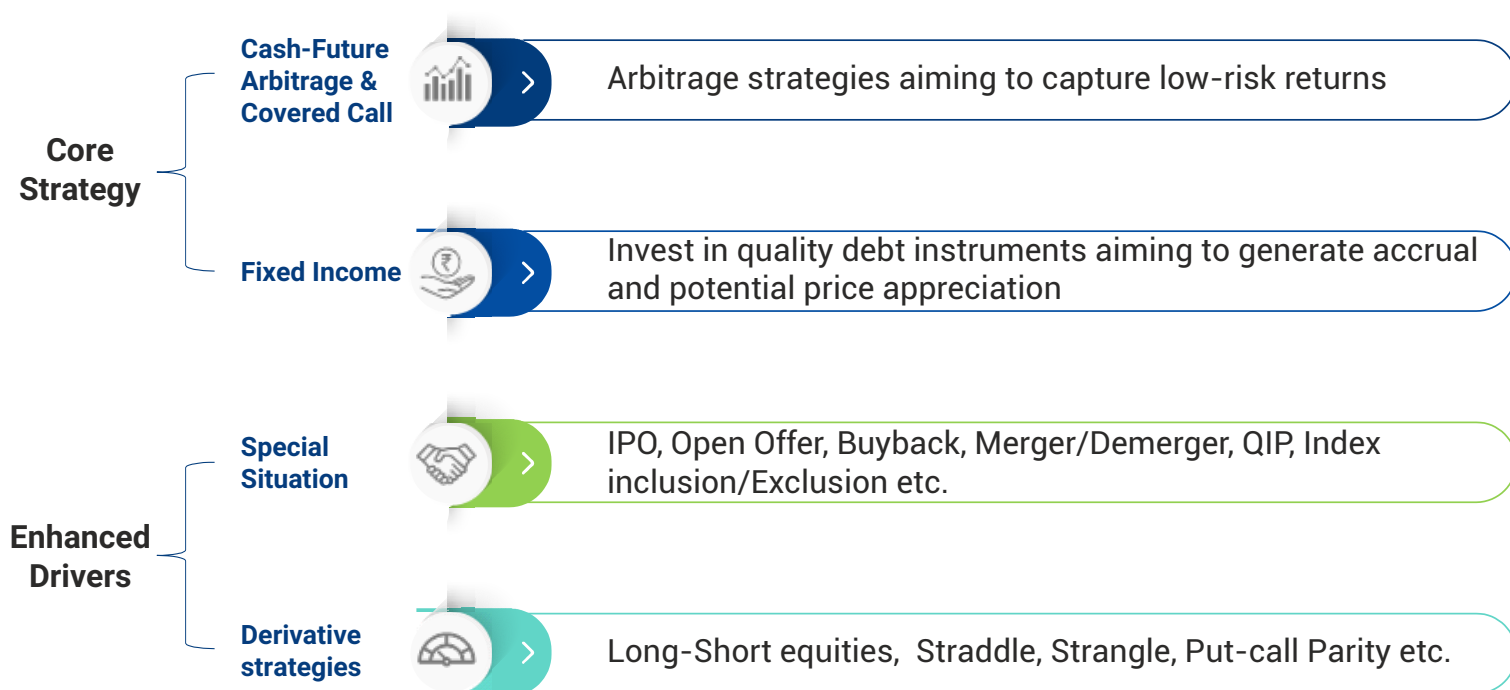 Core
Strategy
Cash-Future
Arbitrage &
Covered Call
Arbitrage strategies aiming to capture low-risk returns
Fixed Income
₹
Invest in quality debt instruments aiming to generate accrual
and potential price appreciation
Enhanced
Drivers
Special
Situation
IPO, Open Offer, Buyback, Merger/Demerger, QIP, Index
inclusion/Exclusion etc.
Derivative
strategies
Long-Short equities,  Straddle, Strangle, Put-call Parity etc.